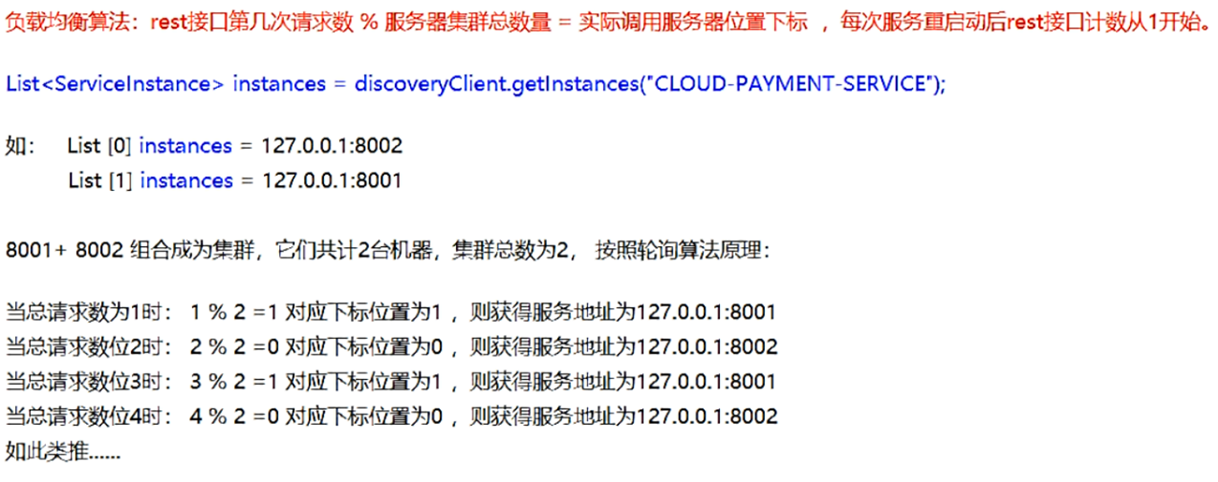 负载均衡算法：rest接口第几次请求数 % 服务器集群总数量 = 实际调用服务器位置下标 ，每次服务重启动后rest接口计数从1开始。
List<ServiceInstance> instances = discoveryClient.getInstances("CLOUD-PAYMENT-SERVICE");
如： List [0] instances = 127.0.0.1:8002
List [1] instances = 127.0.0.1:8001
8001+ 8002 组合成为集群，它们共计2台机器，集群总数为2， 按照轮询算法原理：
当总请求数为1时： 1 % 2 =1 对应下标位置为1 ，则获得服务地址为127.0.0.1:8001
当总请求数位2时： 2 % 2 =0 对应下标位置为0 ，则获得服务地址为127.0.0.1:8002
当总请求数位3时： 3 % 2 =1 对应下标位置为1 ，则获得服务地址为127.0.0.1:8001
当总请求数位4时： 4 % 2 =0 对应下标位置为0 ，则获得服务地址为127.0.0.1:8002
如此类推......